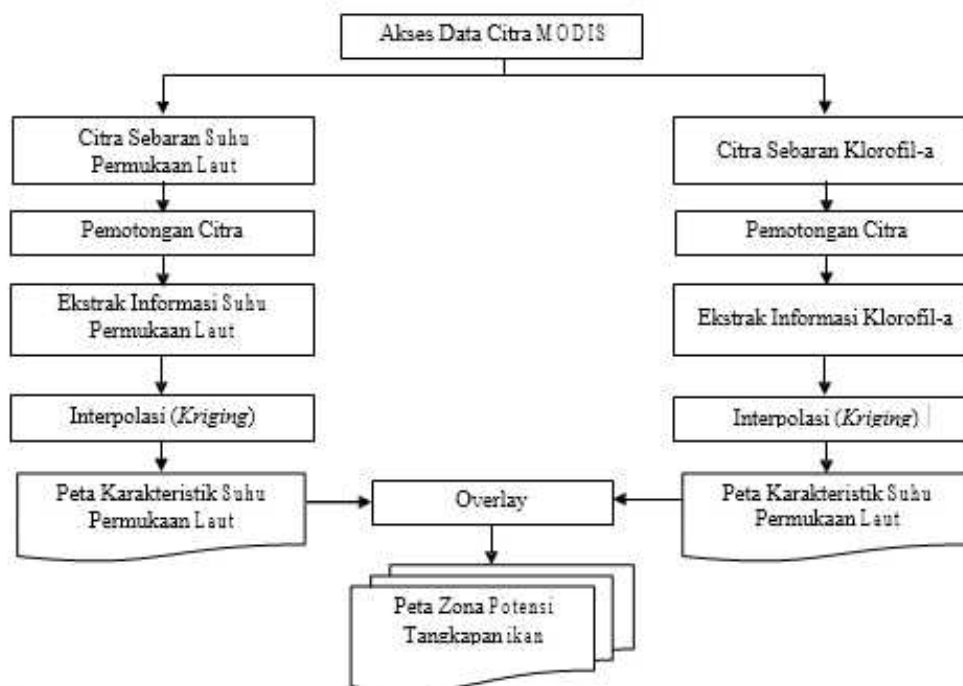 Akses Data Citra MODIS
Citra Sebaran Suhu
Permukaan Laut
Pemotongan Citra
Ekstrak Informasi Suhu
Permukaan Laut
Interpolasi (Kriging)
Peta Karakteristik Suhu
Permukaan Laut
Citra Sebaran Klorofil-a
Pemotongan Citra
Ekstrak Informasi Klorofil-a
Interpolasi (Kriging)
Peta Karakteristik Suhu
Permukaan Laut
Overlay
Peta Zona Potensi
Tangkapan ikan